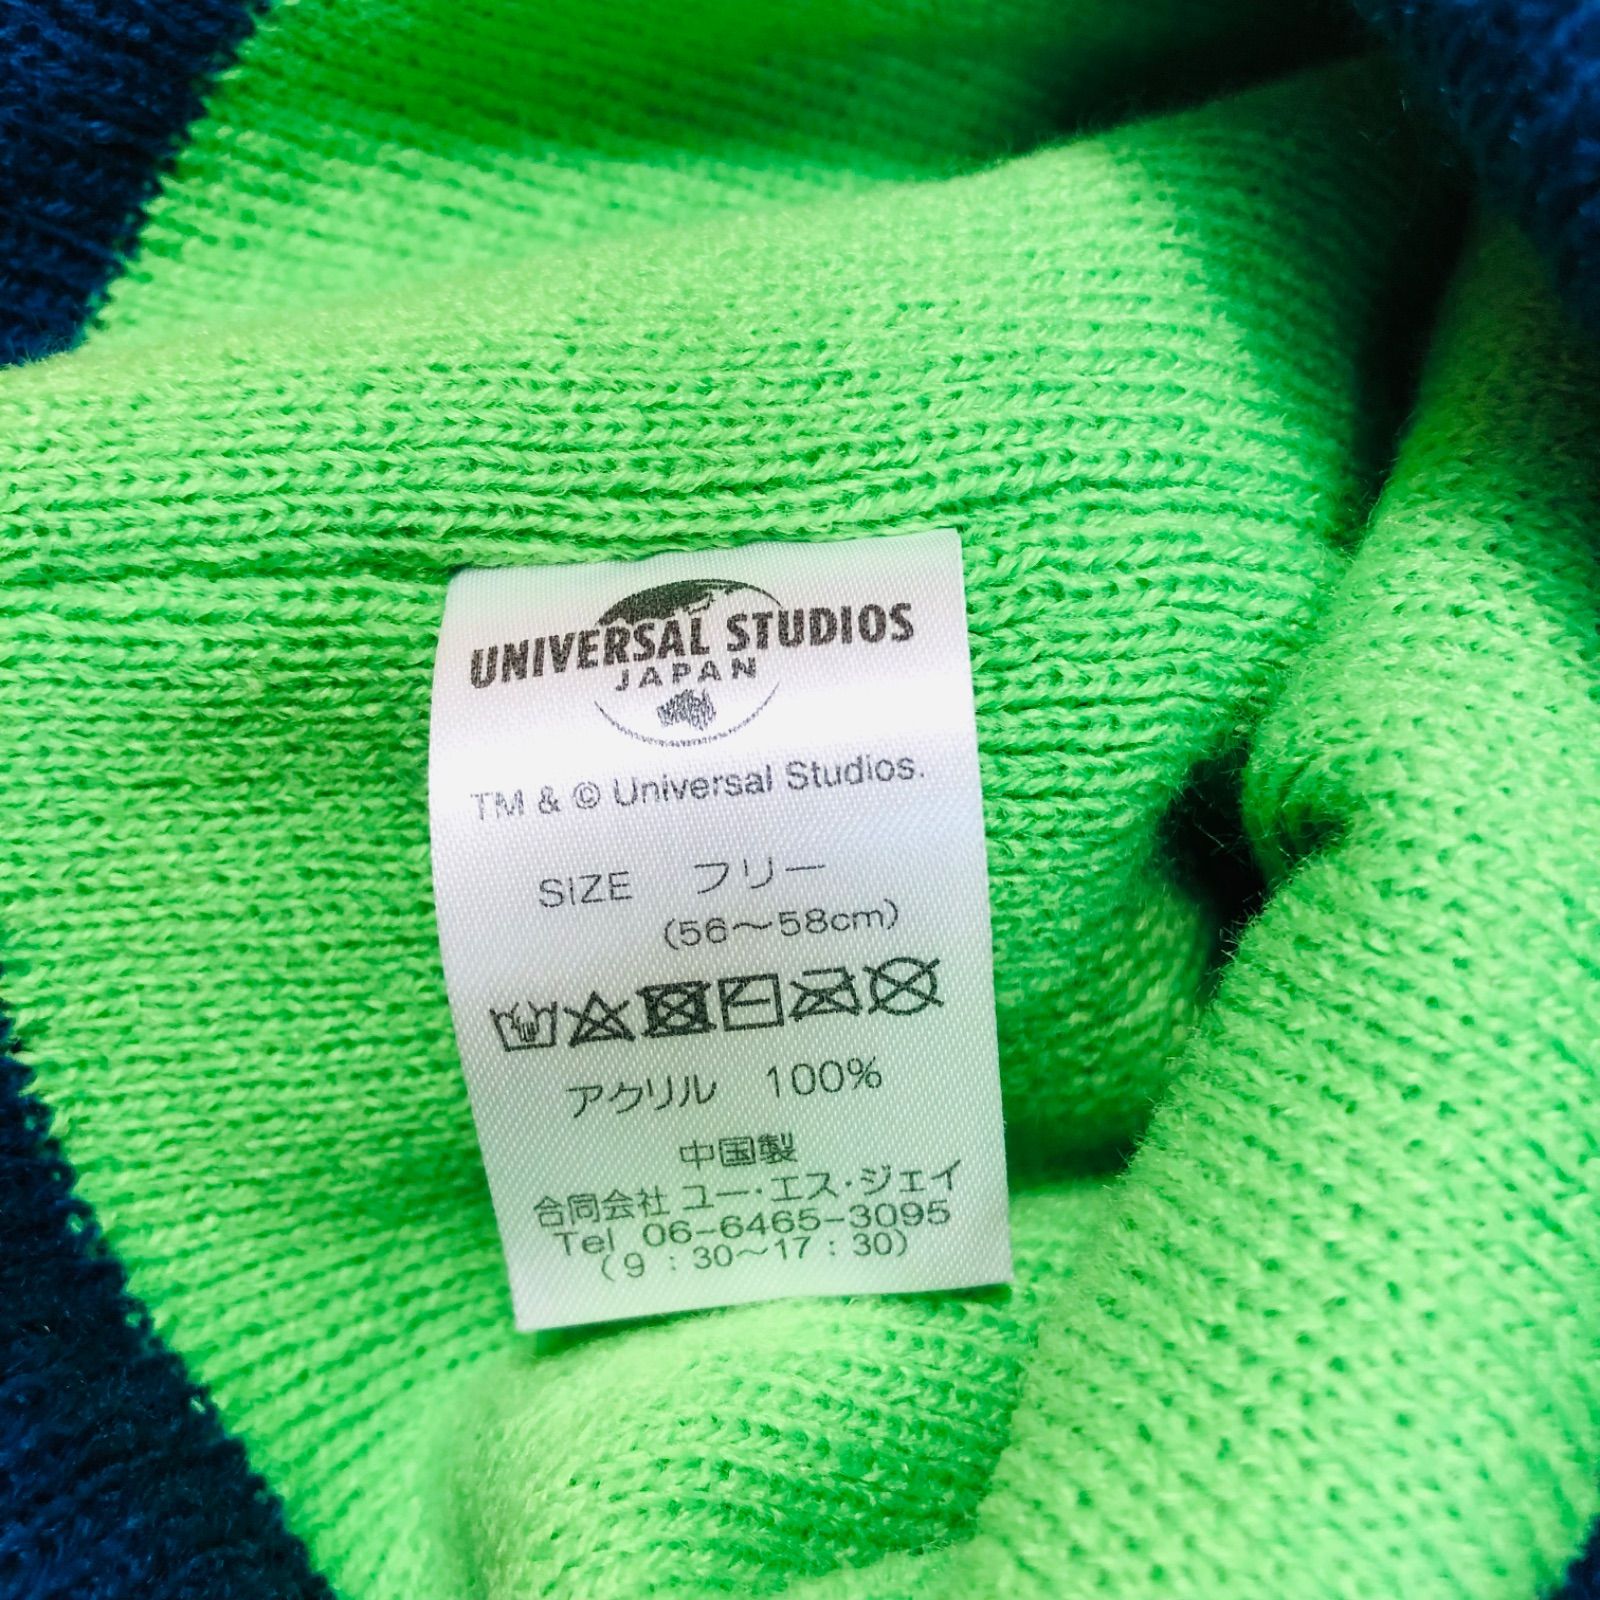 UNIVERSAL STUDIOS
JAPAN
TM & © Universal Studios.
SIZE フリー
(56〜58cm)
アクリル 100%
中国製
合同会社 ユー・エス・ジェイ
Tel 06-6465-3095
(9:30〜17:30)